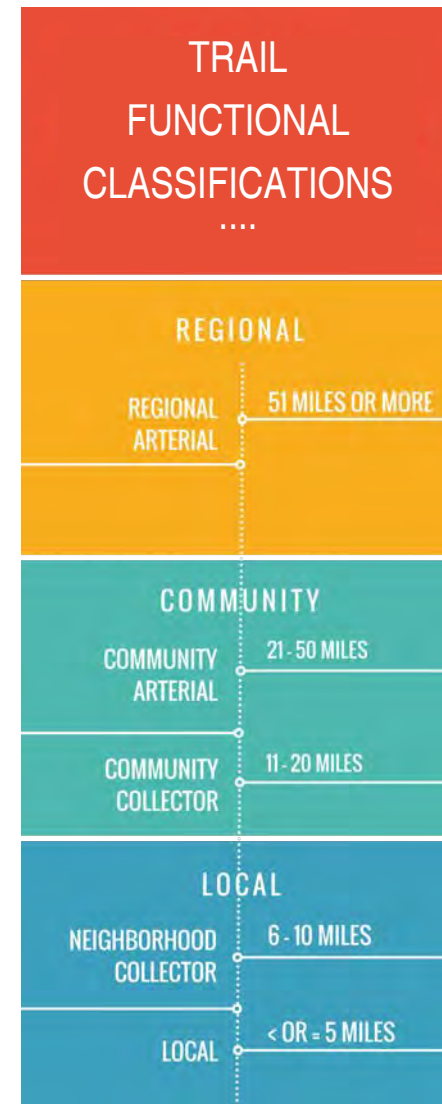 TRAIL
FUNCTIONAL
CLASSIFICATIONS
....
REGIONAL
REGIONAL
ARTERIAL
51 MILES OR MORE
COMMUNITY
COMMUNITY
ARTERIAL
21 - 50 MILES
COMMUNITY
COLLECTOR
11 - 20 MILES
LOCAL
NEIGHBORHOOD
COLLECTOR
6 - 10 MILES
LOCAL
< OR = 5 MILES